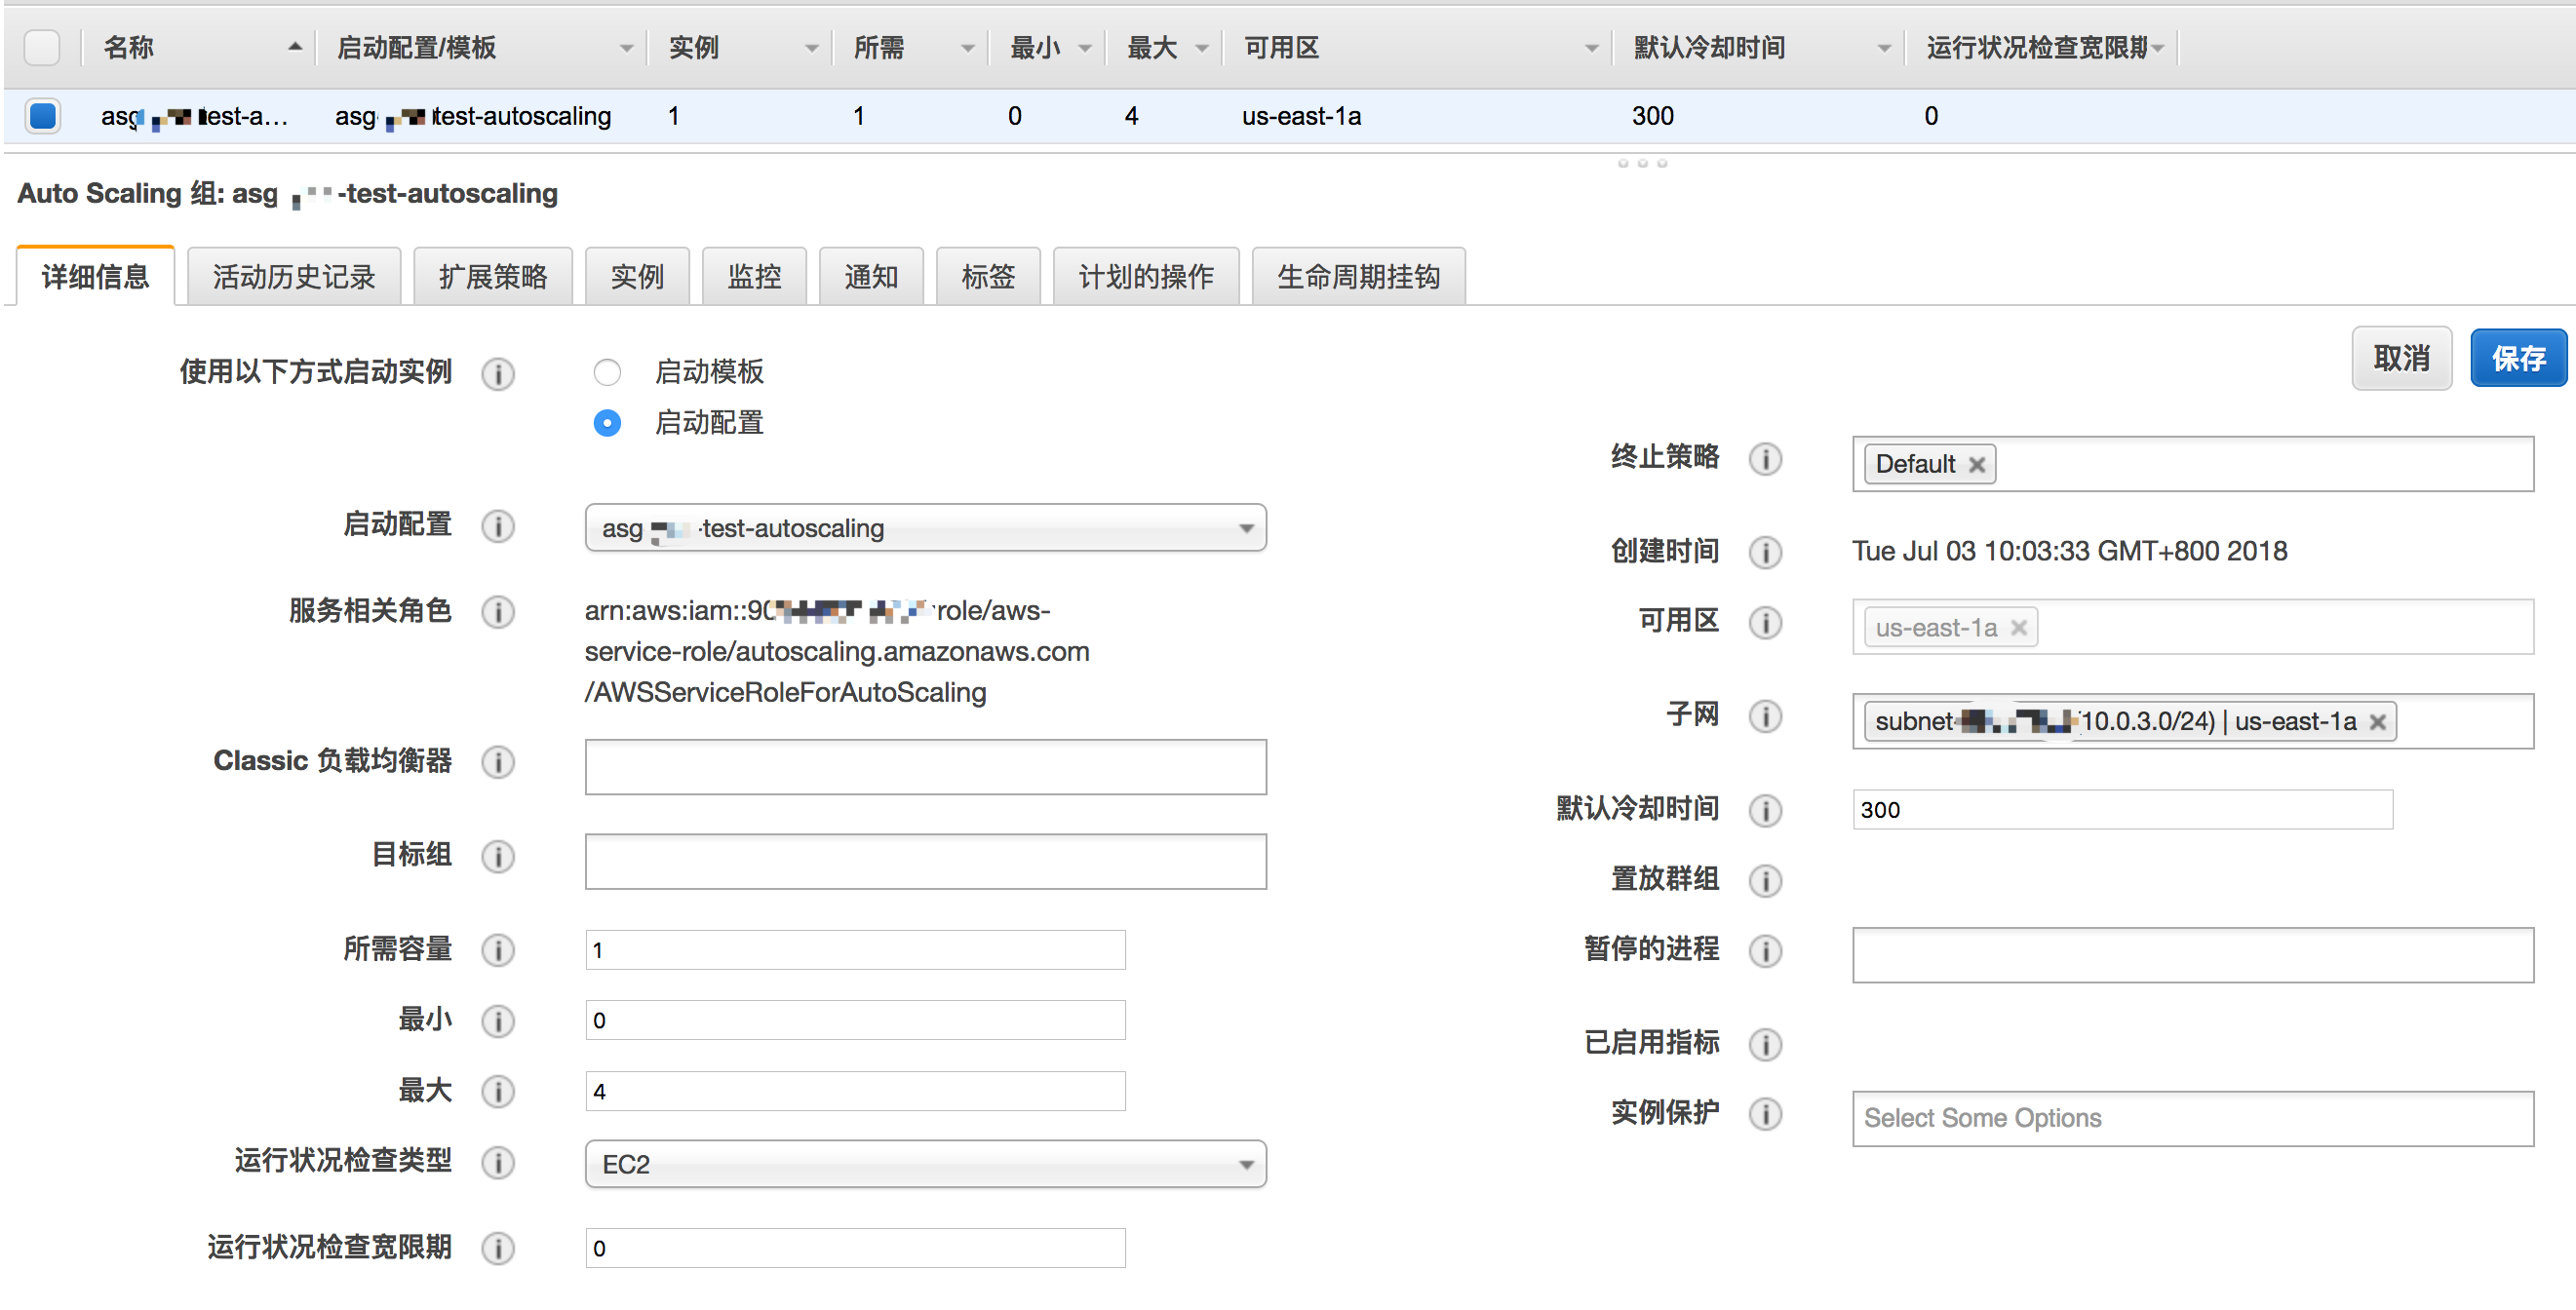 名称 启动配置/模板 实例 所需 最小 最大 可用区 默认冷却时间 运行状况检查宽限期
asg test-a… asg- test-autoscaling 1 1 0 4 us-east-1a 300 0
Auto Scaling 组: asg -test-autoscaling
详细信息 活动历史记录 扩展策略 实例 监控 通知 标签 计划的操作 生命周期挂钩
取消 保存
使用以下方式启动实例 启动模板
启动配置
启动配置 asg -test-autoscaling
服务相关角色 arn:aws:iam::90 role/aws-
service-role/autoscaling.amazonaws.com
/AWSServiceRoleForAutoScaling
Classic 负载均衡器
目标组
所需容量 1
最小 0
最大 4
运行状况检查类型 EC2
运行状况检查宽限期 0
终止策略 Default
创建时间 Tue Jul 03 10:03:33 GMT+800 2018
可用区 us-east-1a
子网 subnet- 10.0.3.0/24) | us-east-1a
默认冷却时间 300
置放群组
暂停的进程
已启用指标
实例保护 Select Some Options